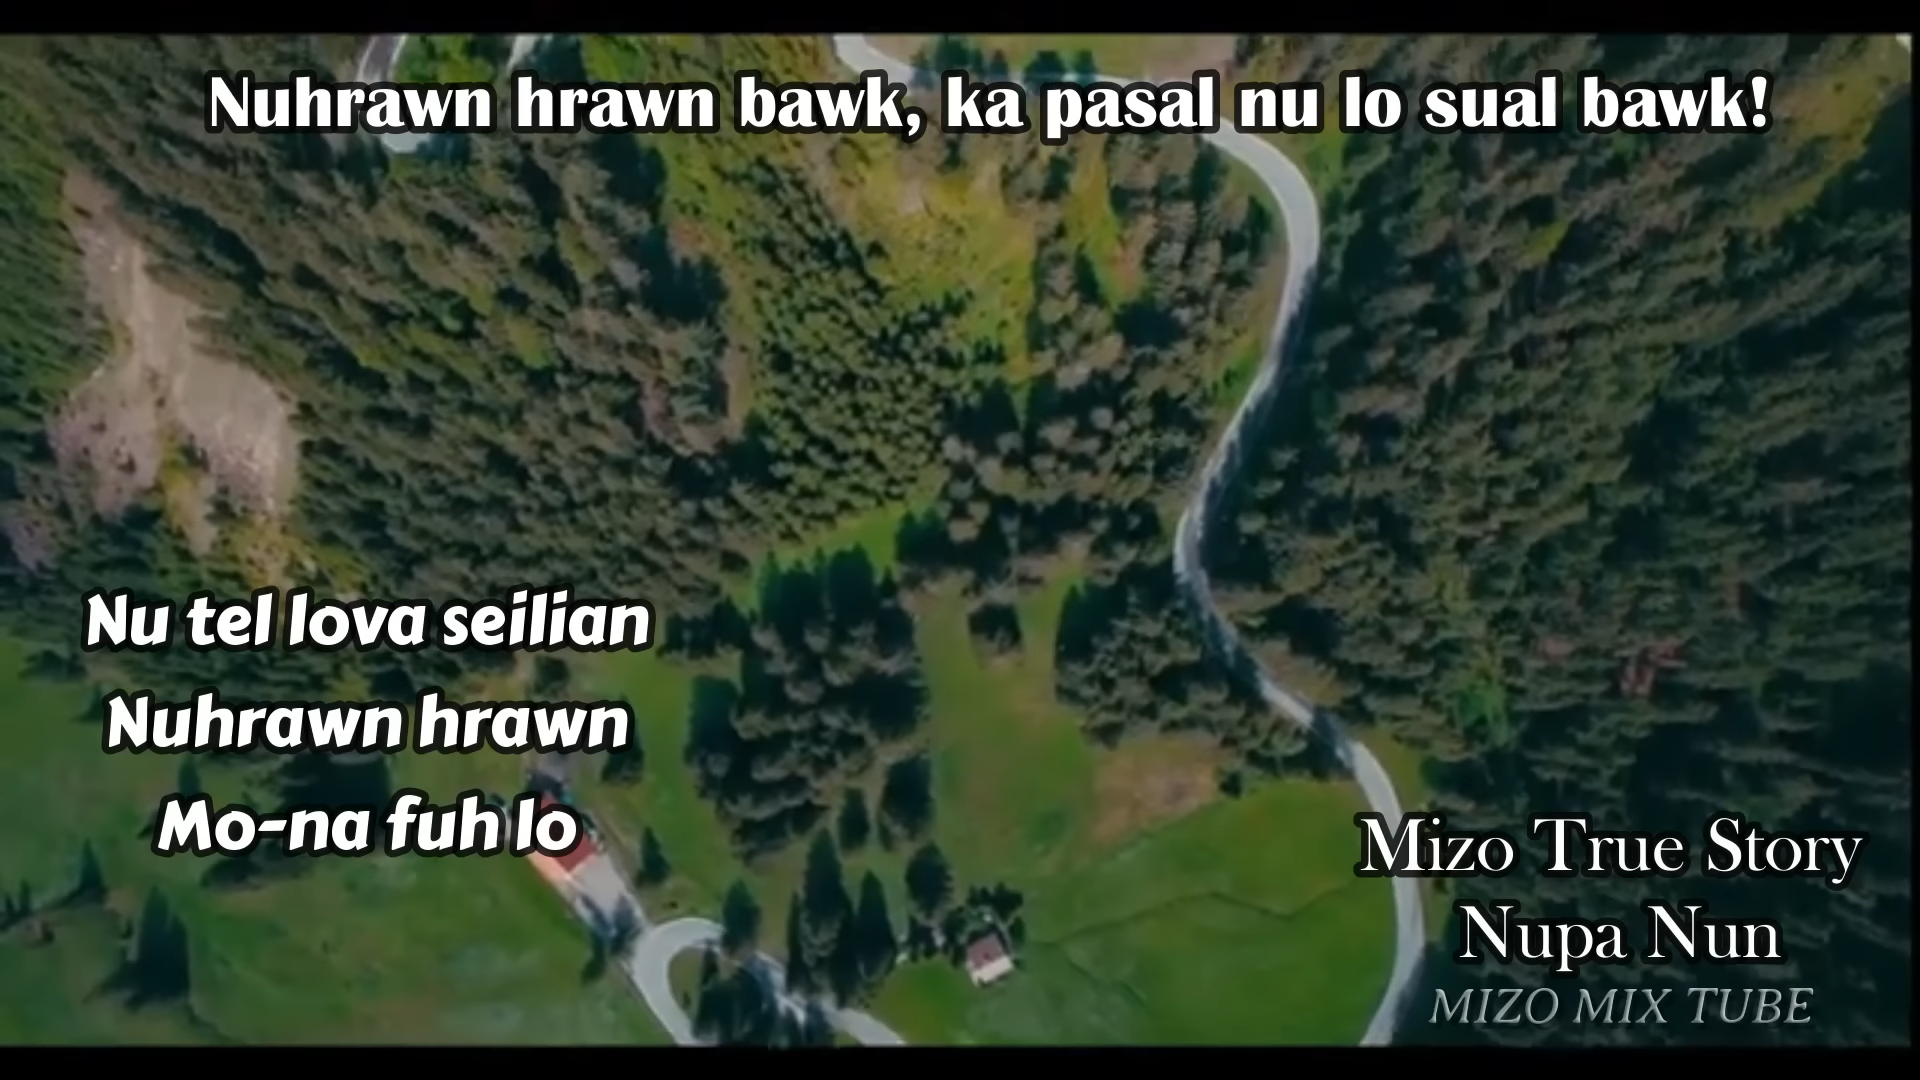 Nuhrawn hrawn bawk, ka pasal nu lo sual bawk!
Nu tel lova seilian
Nuhrawn hrawn
Mo-na fuh lo
Mizo True Story
Nupa Nun
MIZO MIX TUBE